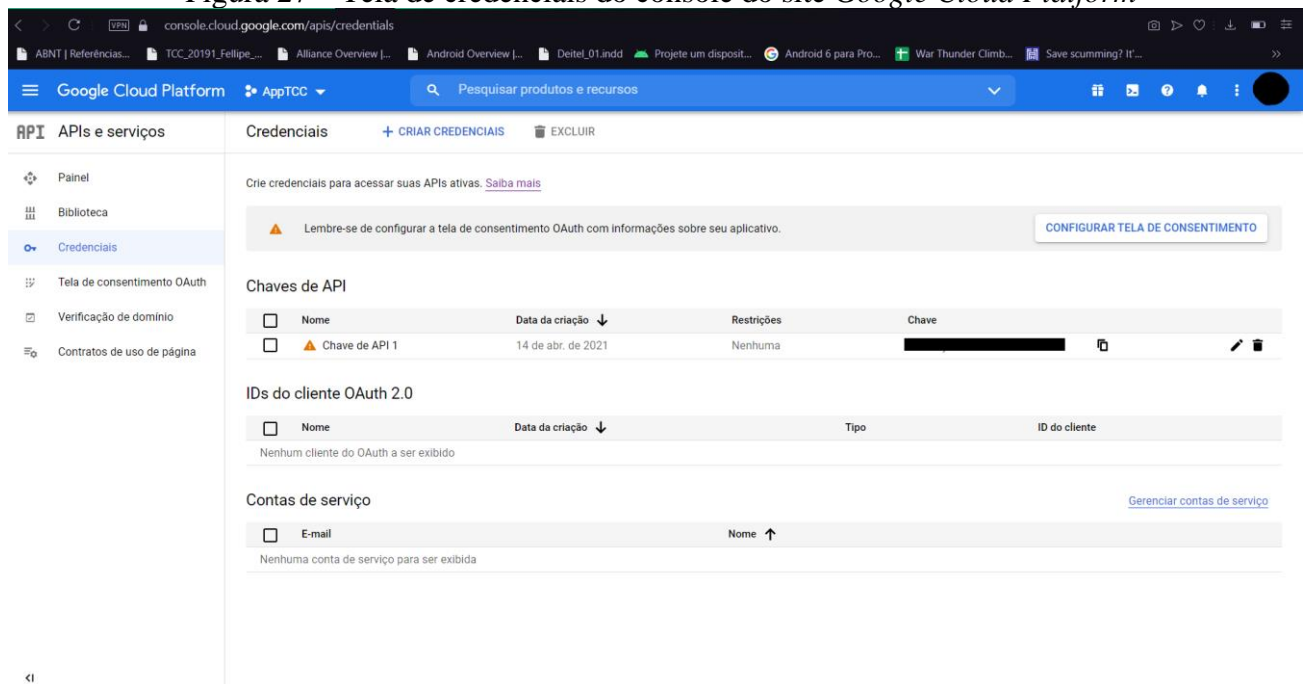 Figura 27 – Tela de credenciais do console do site Google Cloud Platform
VPN console.cloud.google.com/apis/credentials
ABNT | Referências... TCC_20191_Fellipe_... Alliance Overview |... Android Overview |... Deitel_01.indd Projete um disposit... Android 6 para Pro... War Thunder Climb... Save scumming? It'... >>
Google Cloud Platform AppTCC Pesquisar produtos e recursos
API APIs e serviços Credenciais + CRIAR CREDENCIAIS EXCLUIR
Painel
Biblioteca
Credenciais
Tela de consentimento OAuth
Verificação de domínio
Contratos de uso de página
Crie credenciais para acessar suas APIs ativas. Saiba mais
Lembre-se de configurar a tela de consentimento OAuth com informações sobre seu aplicativo. CONFIGURAR TELA DE CONSENTIMENTO
Chaves de API
Nome Data da criação Restrições Chave
Chave de API 1 14 de abr. de 2021 Nenhuma
IDs do cliente OAuth 2.0
Nome Data da criação Tipo ID do cliente
Nenhum cliente do OAuth a ser exibido
Contas de serviço Gerenciar contas de serviço
E-mail Nome
Nenhuma conta de serviço para ser exibida